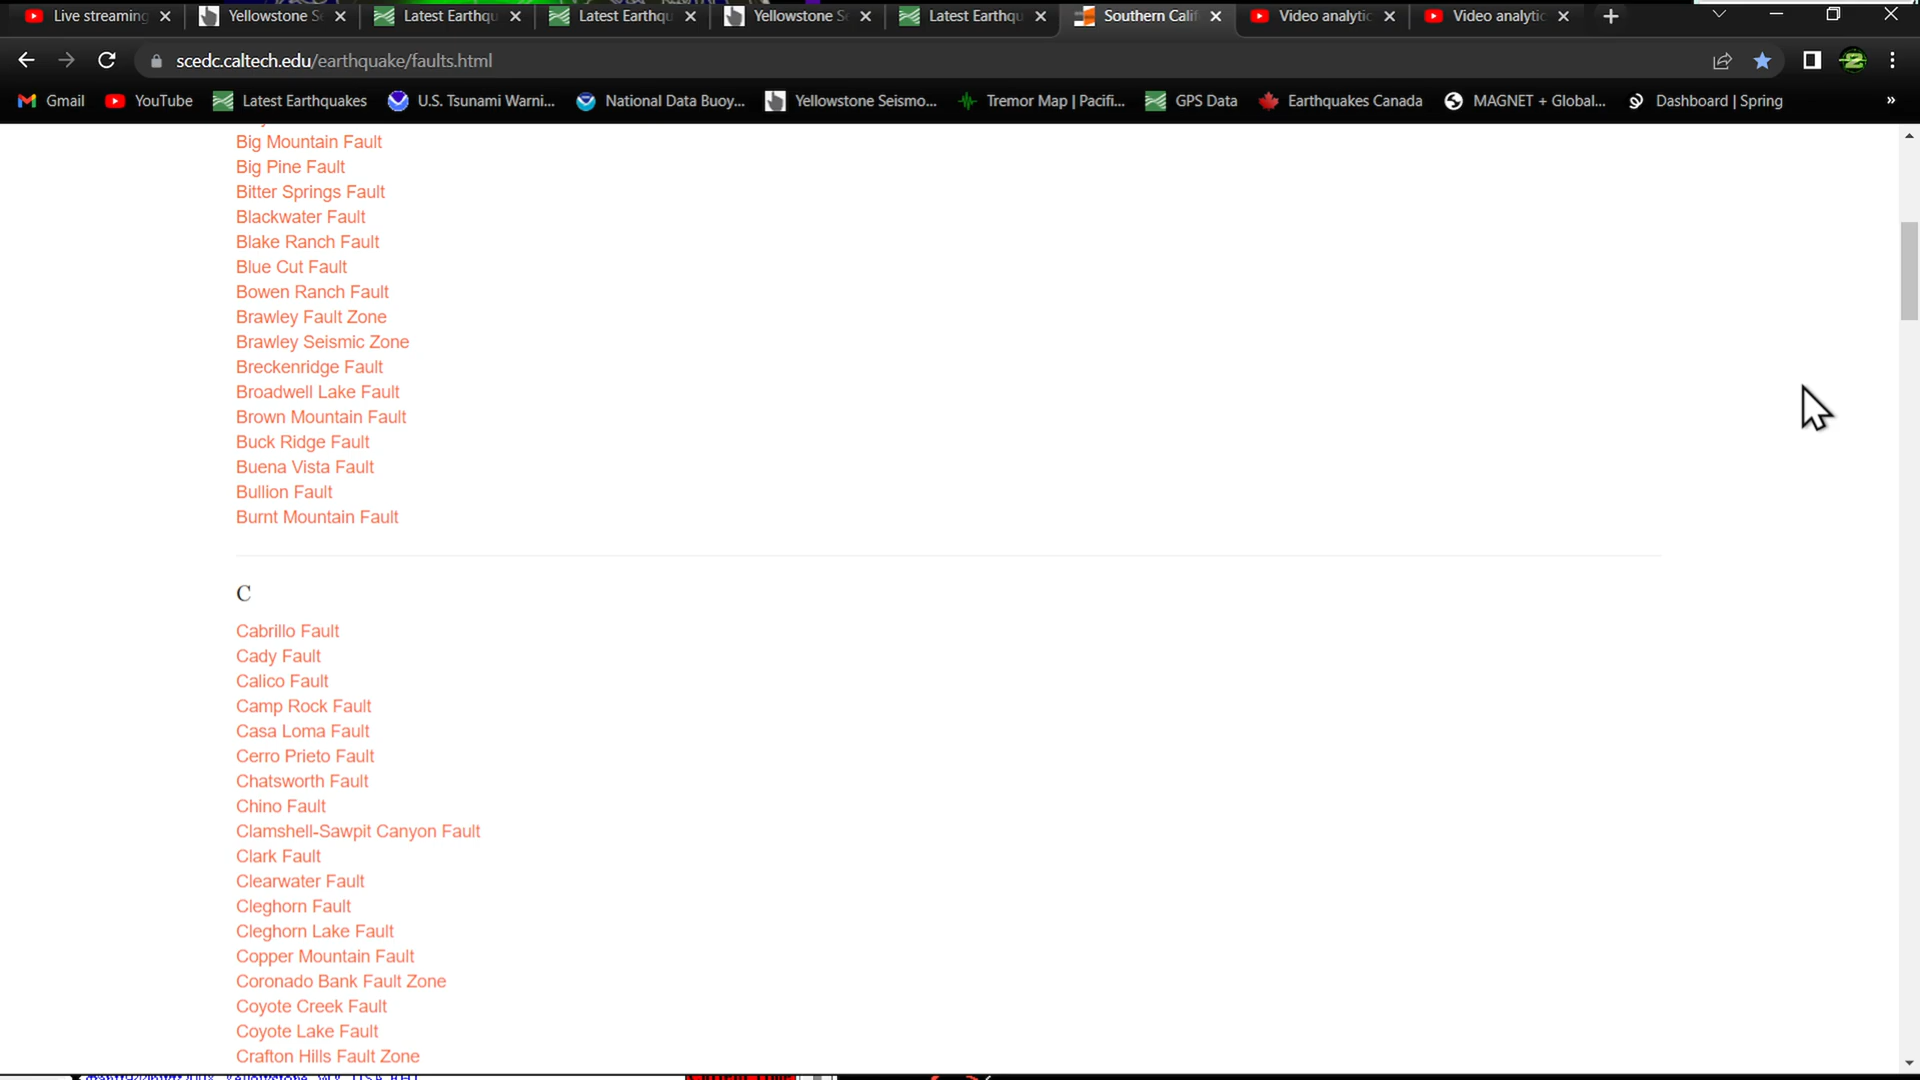 Live streaming
Yellowstone Se
Latest Earthqu
Latest Earthqu
Yellowstone Se
Latest Earthqu
Southern Calif
Video analytic
Video analytic
scedc.caltech.edu/earthquake/faults.html
Gmail
YouTube
Latest Earthquakes
U.S. Tsunami Warni...
National Data Buoy...
Yellowstone Seismo...
Tremor Map | Pacifi...
GPS Data
Earthquakes Canada
MAGNET + Global...
Dashboard | Spring
»
Big Mountain Fault
Big Pine Fault
Bitter Springs Fault
Blackwater Fault
Blake Ranch Fault
Blue Cut Fault
Bowen Ranch Fault
Brawley Fault Zone
Brawley Seismic Zone
Breckenridge Fault
Broadwell Lake Fault
Brown Mountain Fault
Buck Ridge Fault
Buena Vista Fault
Bullion Fault
Burnt Mountain Fault
C
Cabrillo Fault
Cady Fault
Calico Fault
Camp Rock Fault
Casa Loma Fault
Cerro Prieto Fault
Chatsworth Fault
Chino Fault
Clamshell-Sawpit Canyon Fault
Clark Fault
Clearwater Fault
Cleghorn Fault
Cleghorn Lake Fault
Copper Mountain Fault
Coronado Bank Fault Zone
Coyote Creek Fault
Coyote Lake Fault
Crafton Hills Fault Zone